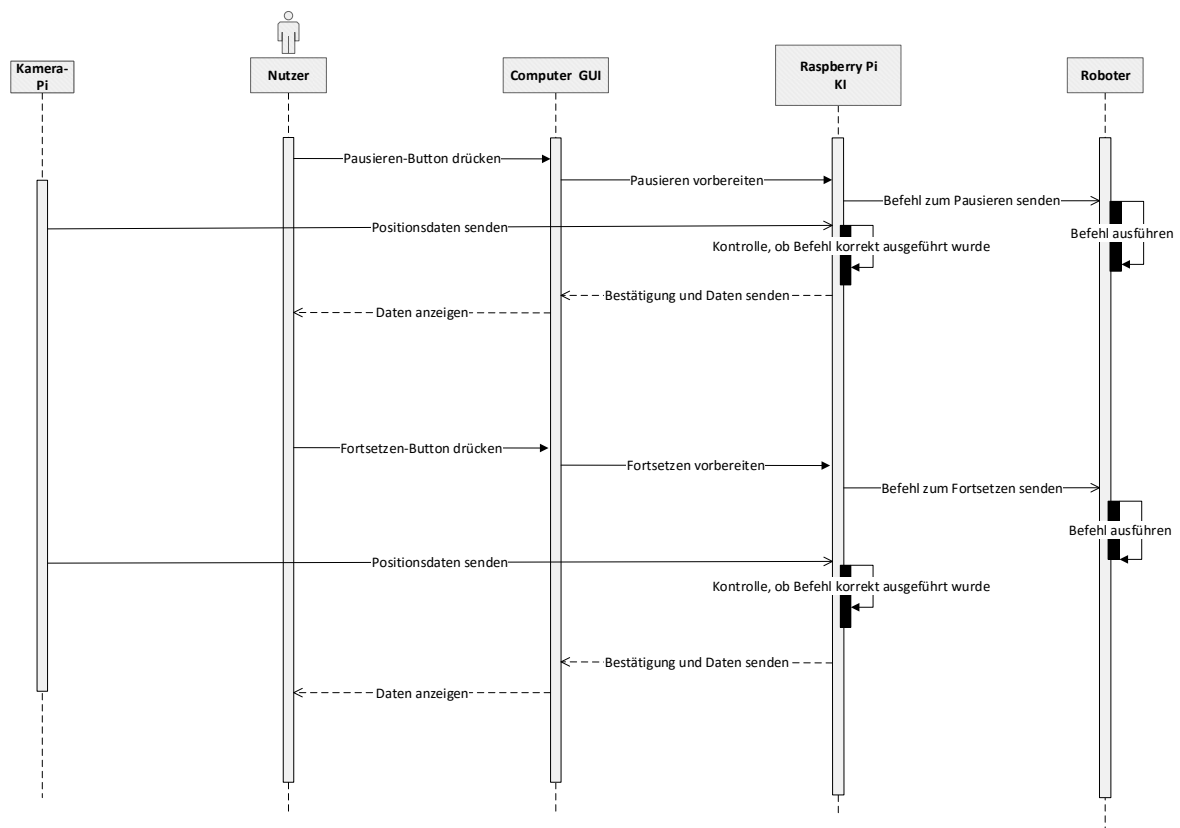 Kamera-
Pi
Nutzer
Computer GUI
Raspberry Pi
KI
Roboter
Pausieren-Button drücken
Pausieren vorbereiten
Befehl zum Pausieren senden
Positionsdaten senden
Befehl ausführen
Kontrolle, ob Befehl korrekt ausgeführt wurde
Bestätigung und Daten senden
Daten anzeigen
Fortsetzen-Button drücken
Fortsetzen vorbereiten
Befehl zum Fortsetzen senden
Befehl ausführen
Positionsdaten senden
Kontrolle, ob Befehl korrekt ausgeführt wurde
Bestätigung und Daten senden
Daten anzeigen